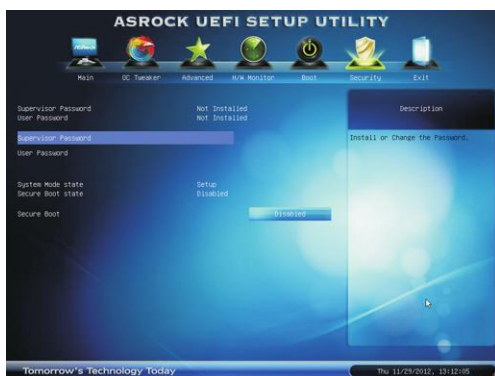 ASROCK UEFI SETUP UTILITY
Main OC Tweaker Advanced H/W Monitor Boot Security Exit
Supervisor Password Not Installed
User Password Not Installed
Supervisor Password
User Password
System Mode state Setup
Secure Boot state Disabled
Secure Boot Disabled
Description
Install or Change the Password.
Tomorrow's Technology Today
Thu 11/29/2012, 13:12:05